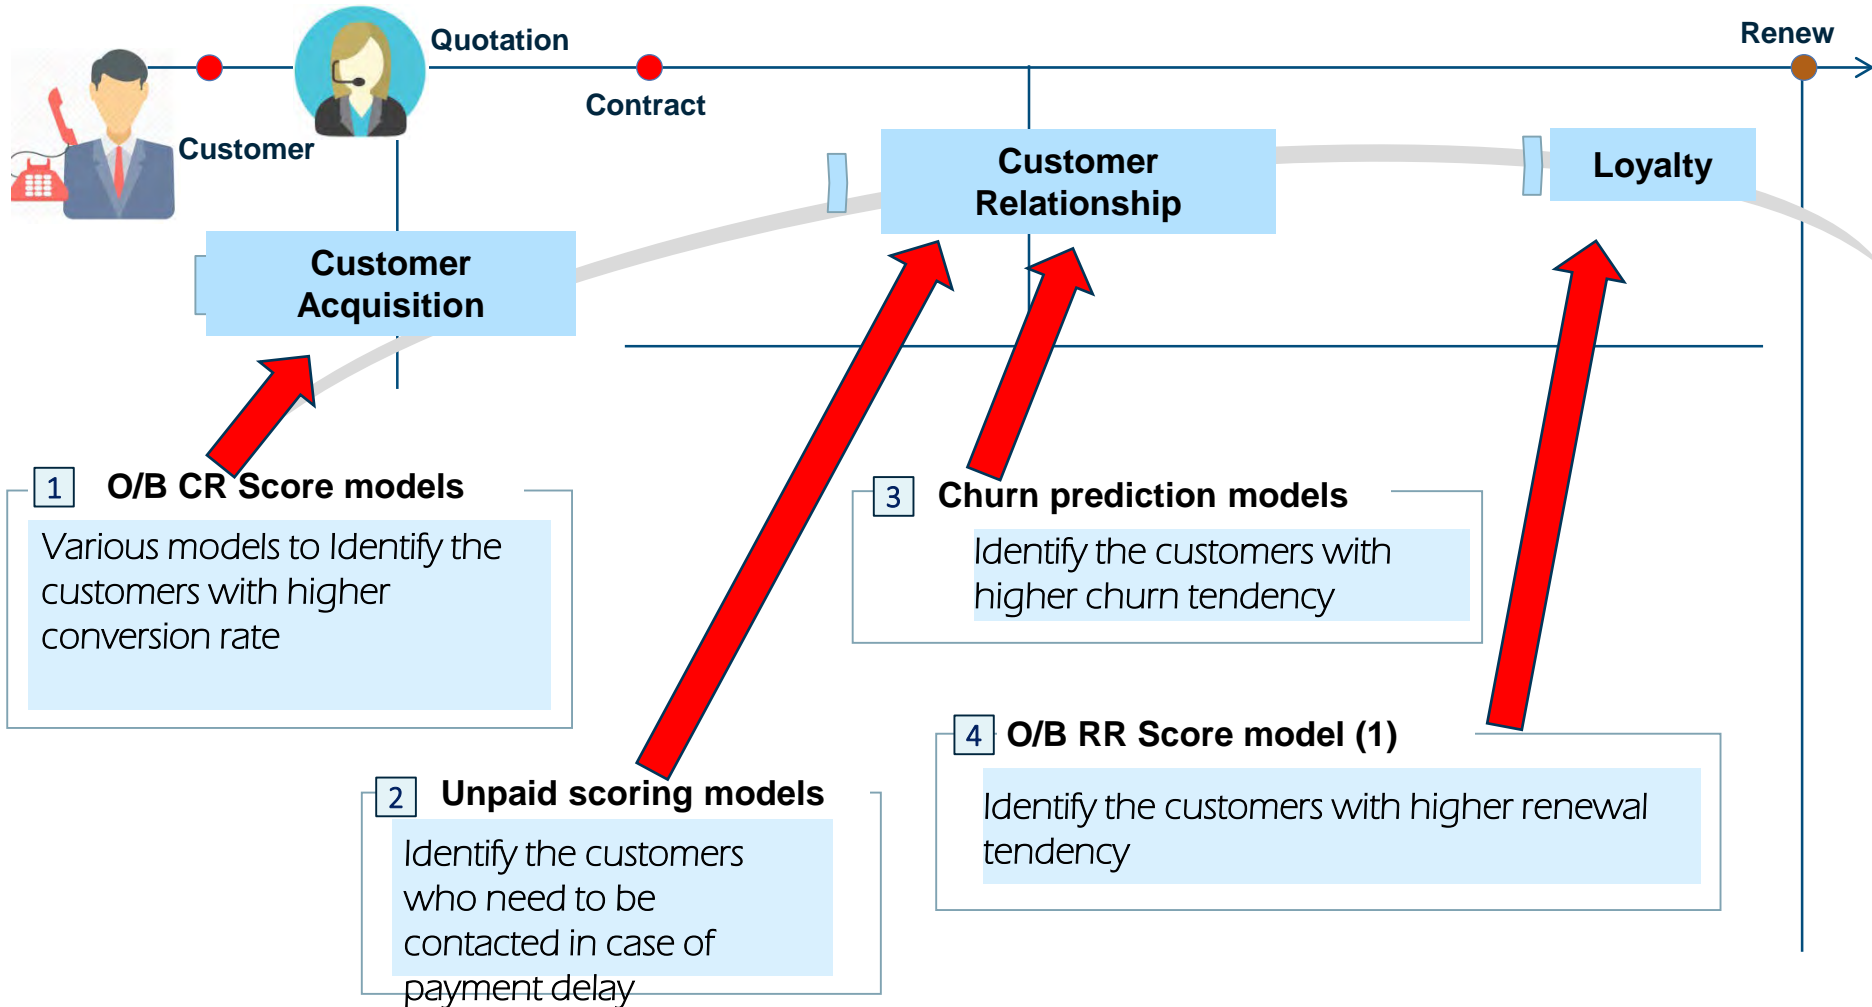 Quotation
Renew
Contract
Customer
Customer
Relationship
Loyalty
Customer
Acquisition
1
O/B CR Score models
Various models to Identify the
customers with higher
conversion rate
3
Churn prediction models
Identify the customers with
higher churn tendency
4
O/B RR Score model (1)
Identify the customers with higher renewal
tendency
2
Unpaid scoring models
Identify the customers
who need to be
contacted in case of
payment delay